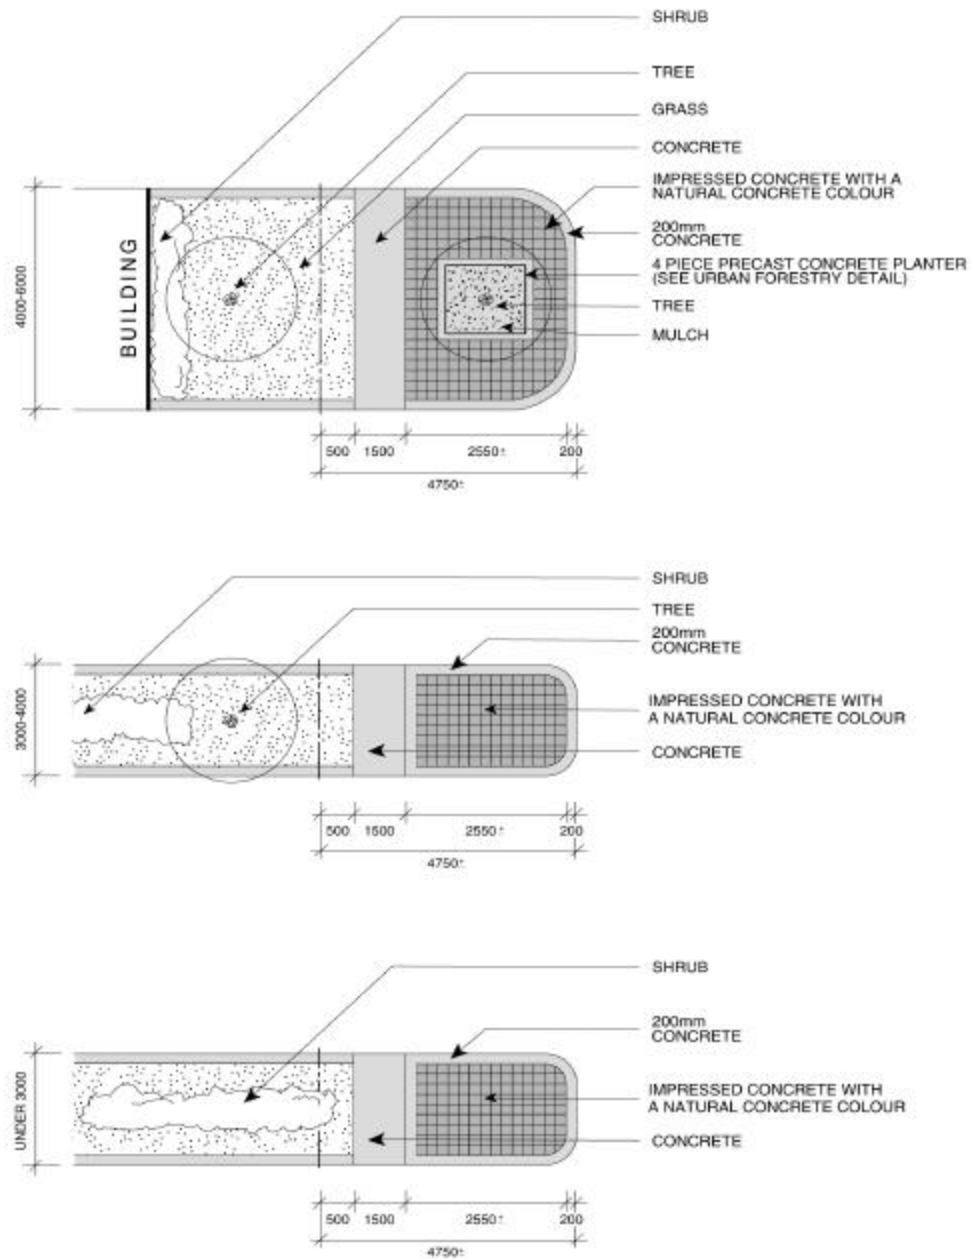 SHRUB
TREE
GRASS
CONCRETE
IMPRESSED CONCRETE WITH A
NATURAL CONCRETE COLOUR
200mm
CONCRETE
4 PIECE PRECAST CONCRETE PLANTER
(SEE URBAN FORESTRY DETAIL)
TREE
MULCH
4000-6000
BUILDING
500 1500 2550± 200
4750±
SHRUB
TREE
200mm
CONCRETE
IMPRESSED CONCRETE WITH
A NATURAL CONCRETE COLOUR
CONCRETE
3000-4000
500 1500 2550± 200
4750±
SHRUB
200mm
CONCRETE
IMPRESSED CONCRETE WITH
A NATURAL CONCRETE COLOUR
CONCRETE
UNDER 3000
500 1500 2550± 200
4750±